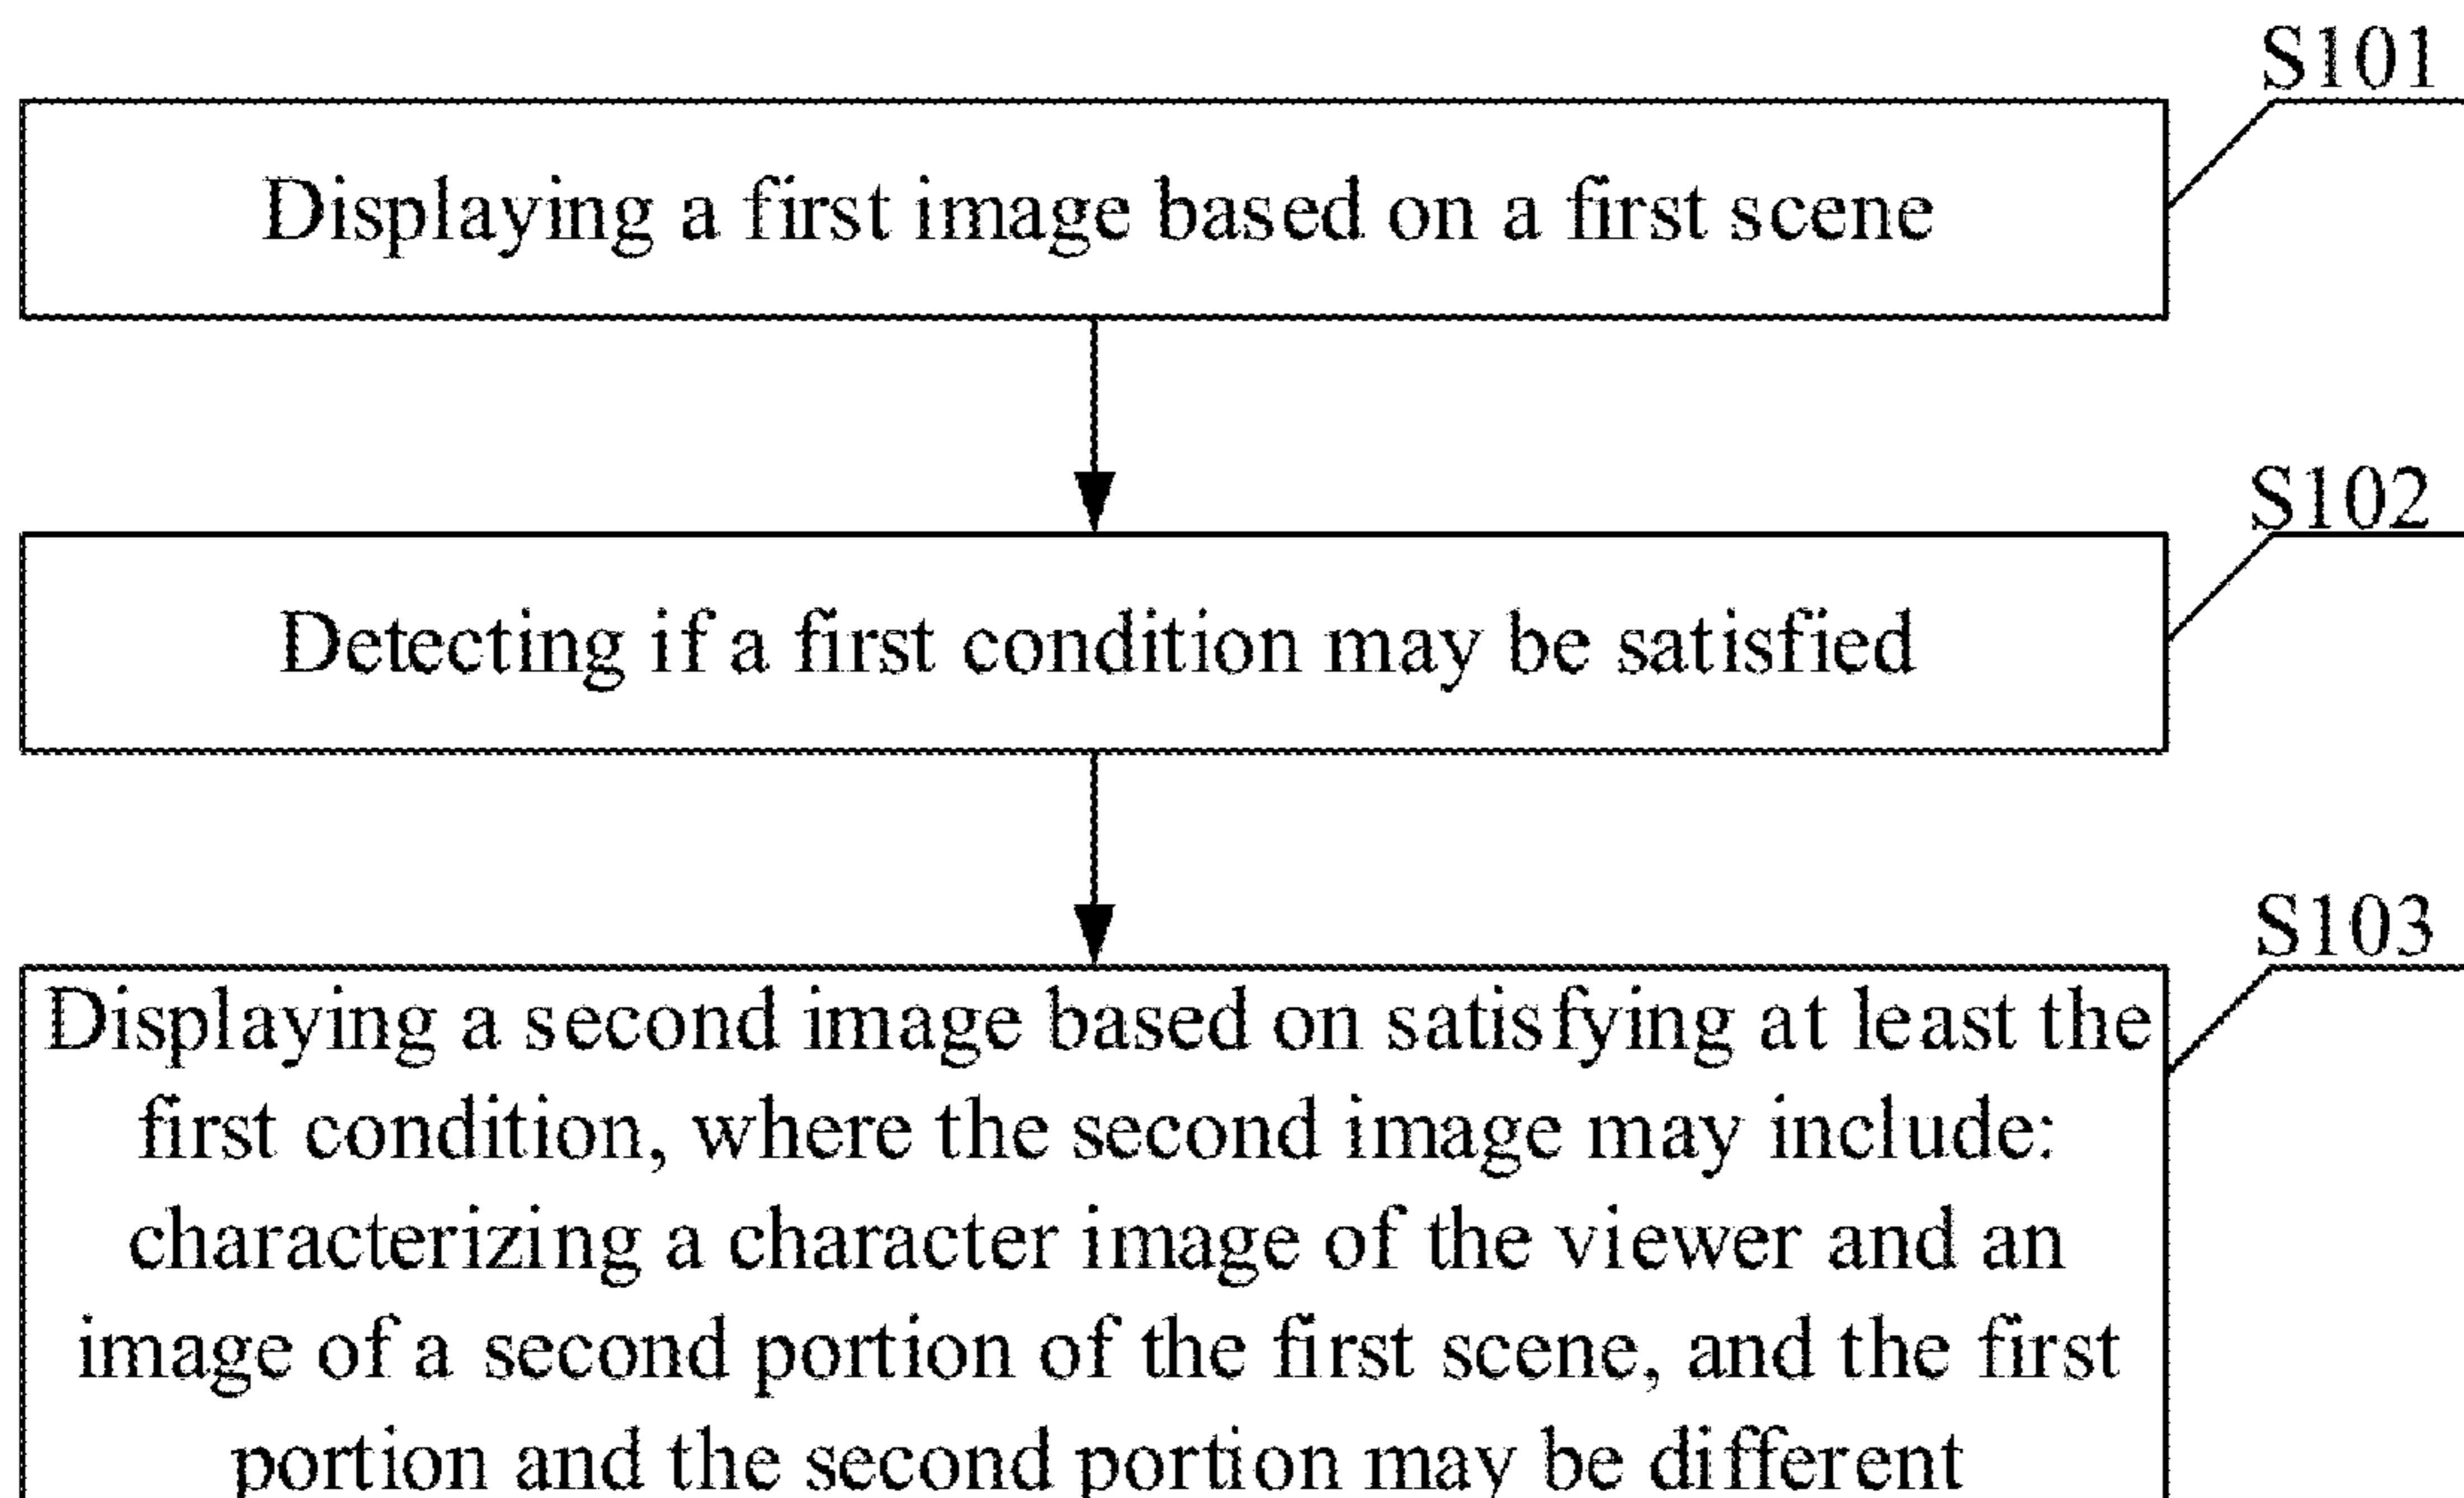 S101
Displaying a first image based on a first scene
S102
Detecting if a first condition may be satisfied
S103
Displaying a second image based on satisfying at least the
first condition, where the second image may include:
characterizing a character image of the viewer and an
image of a second portion of the first scene, and the first
portion and the second portion may be different